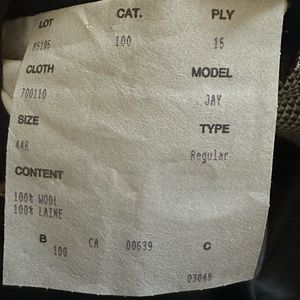 LOT CAT. PLY
85105 100 15
CLOTH MODEL
700110 JAY
SIZE TYPE
44R Regular
CONTENT
100% WOOL
100% LAINE
B CA 00639 C
100
03048